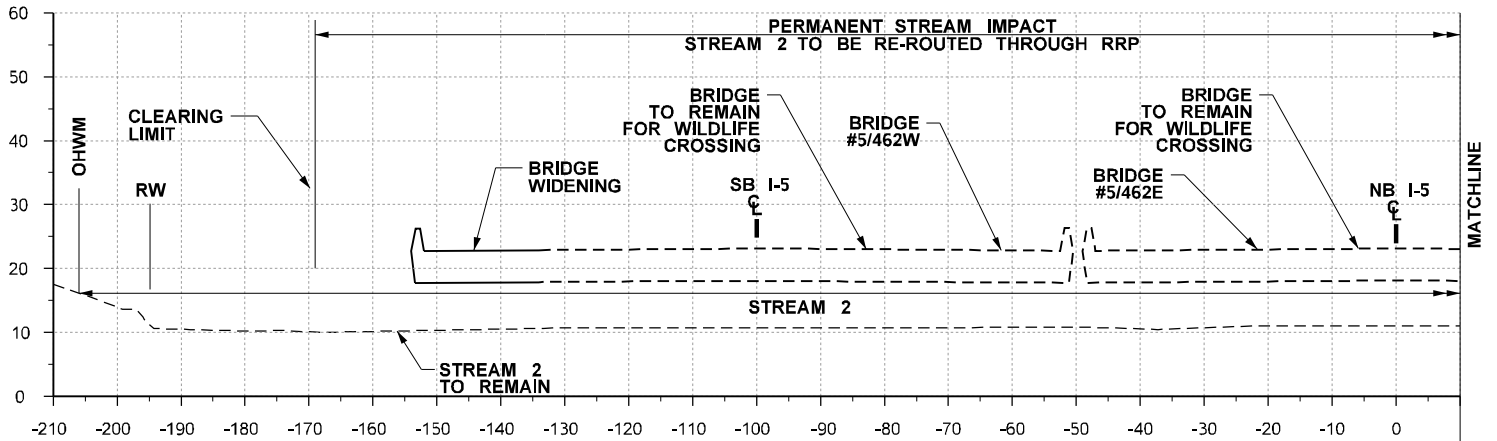 60
50
40
30
20
10
0
PERMANENT STREAM IMPACT
STREAM 2 TO BE RE-ROUTED THROUGH RRP
OHWM
RW
CLEARING
LIMIT
BRIDGE
WIDENING
BRIDGE
TO REMAIN
FOR WILDLIFE
CROSSING
SB I-5
CL
BRIDGE
#5/462W
BRIDGE
#5/462E
BRIDGE
TO REMAIN
FOR WILDLIFE
CROSSING
NB I-5
CL
MATCHLINE
STREAM 2
STREAM 2
TO REMAIN
-210 -200 -190 -180 -170 -160 -150 -140 -130 -120 -110 -100 -90 -80 -70 -60 -50 -40 -30 -20 -10 0